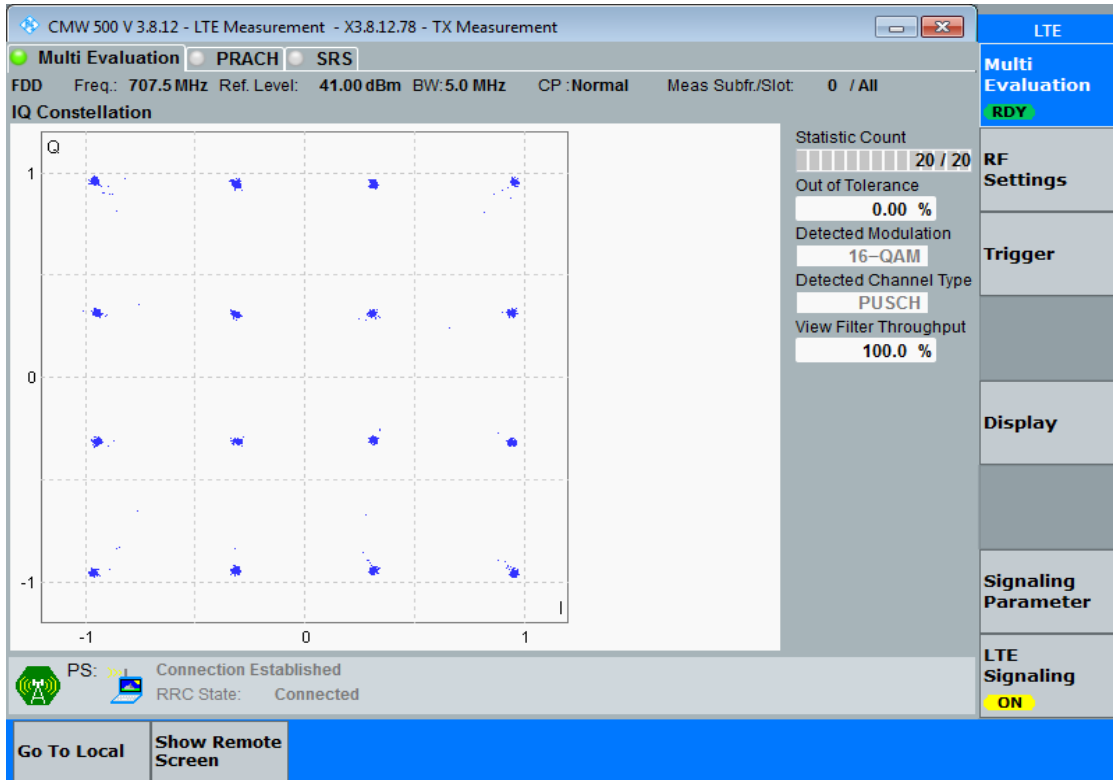 CMW 500 V 3.8.12 - LTE Measurement - X3.8.12.78 - TX Measurement
LTE
Multi Evaluation PRACH SRS
Multi
Evaluation
RDY
FDD Freq.: 707.5 MHz Ref. Level: 41.00 dBm BW: 5.0 MHz CP : Normal Meas Subfr./Slot: 0 / All
IQ Constellation
Q
1
0
-1
-1 0 1
I
Statistic Count
20 / 20
Out of Tolerance
0.00 %
Detected Modulation
16-QAM
Detected Channel Type
PUSCH
View Filter Throughput
100.0 %
RF
Settings
Trigger
Display
Signaling
Parameter
LTE
Signaling
ON
PS: Connection Established
RRC State: Connected
Go To Local
Show Remote
Screen